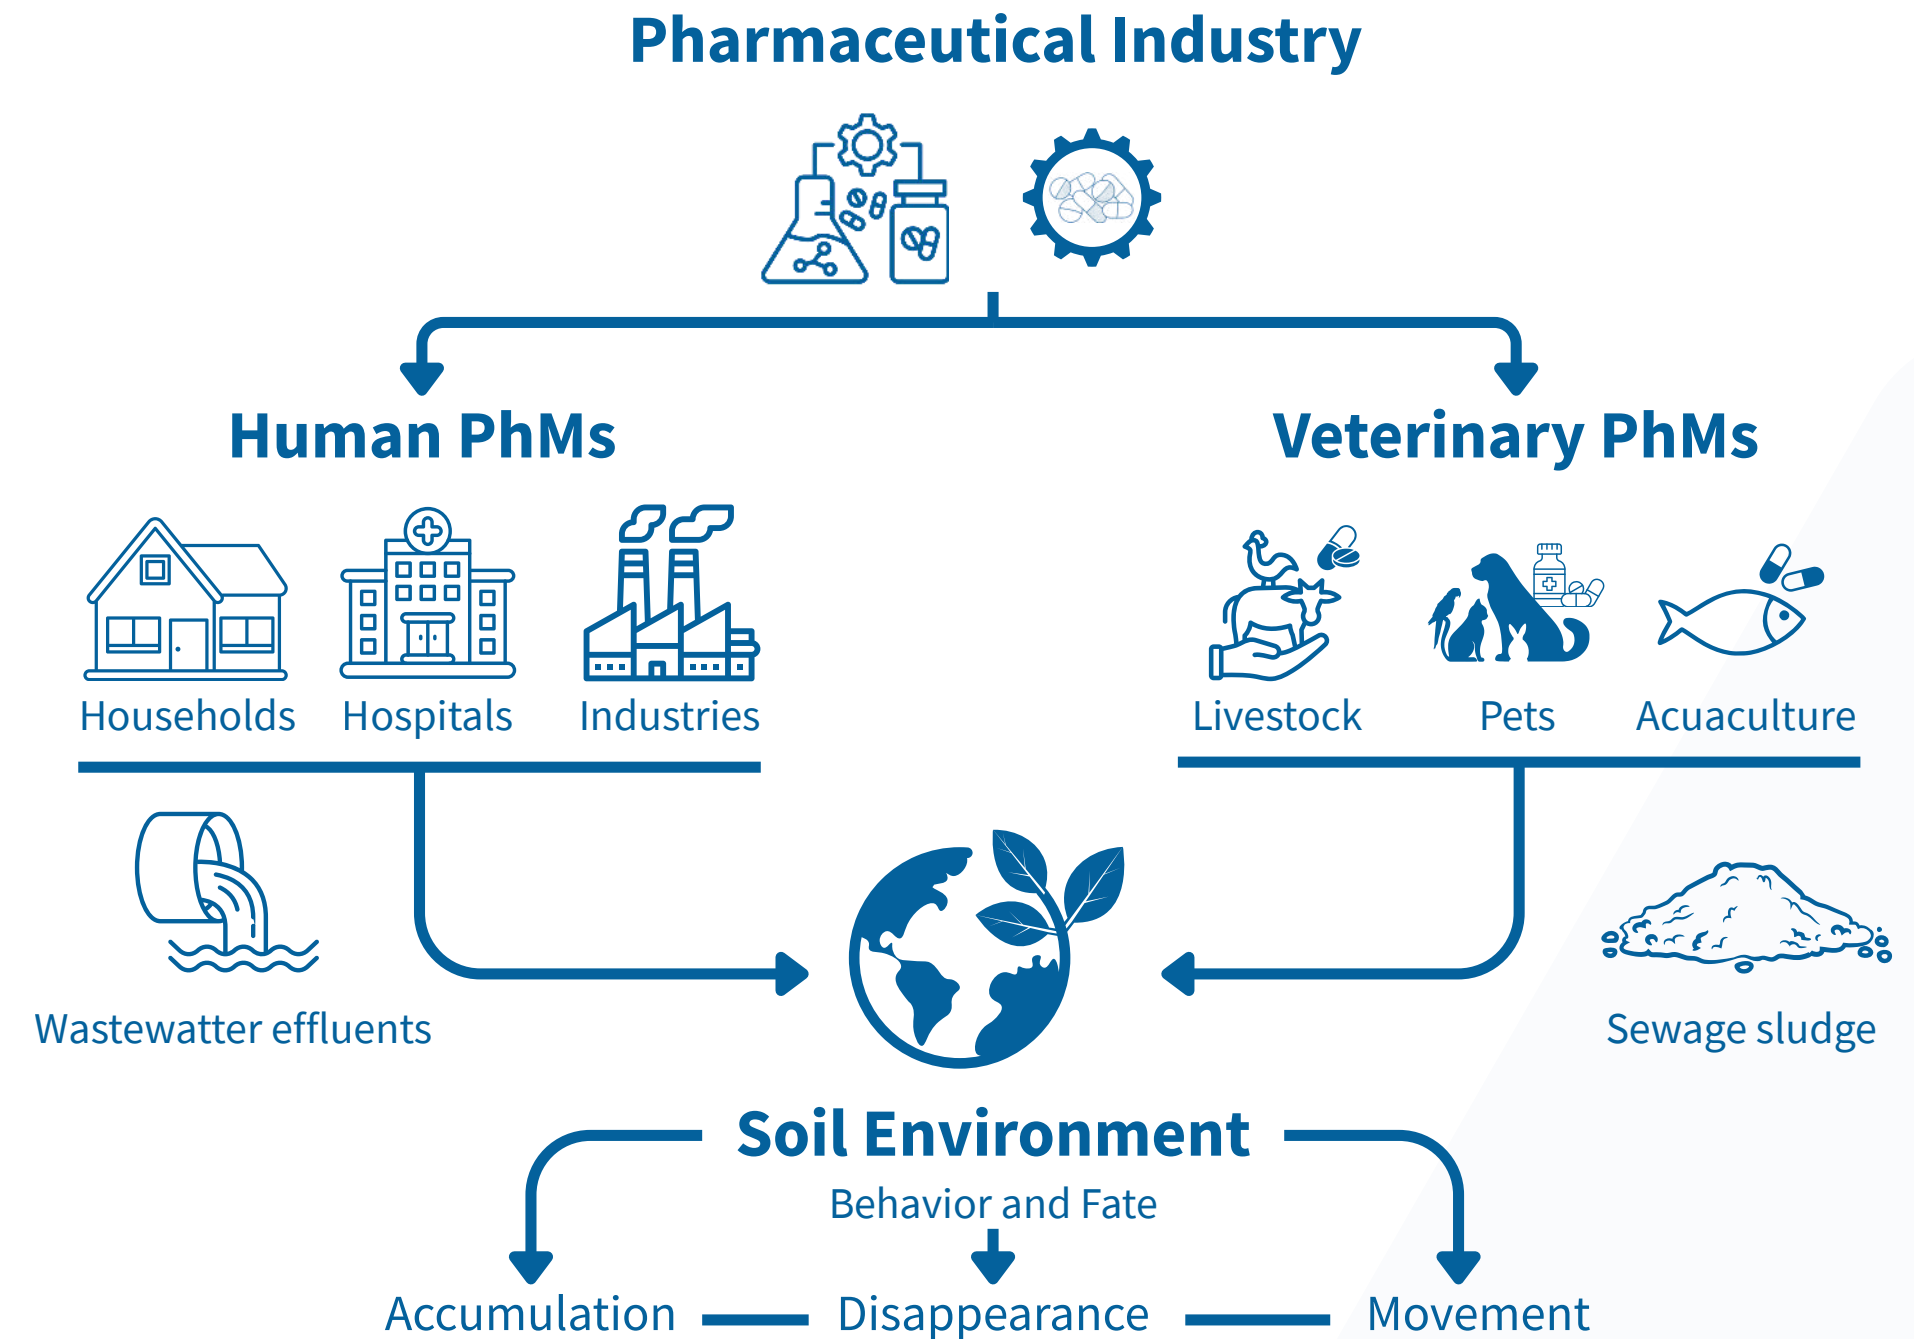 Pharmaceutical Industry
Human PhMs
Veterinary PhMs
Households
Hospitals
Industries
Livestock
Pets
Acuaculture
Wastewatter effluents
Sewage sludge
Soil Environment
Behavior and Fate
Accumulation
Disappearance
Movement